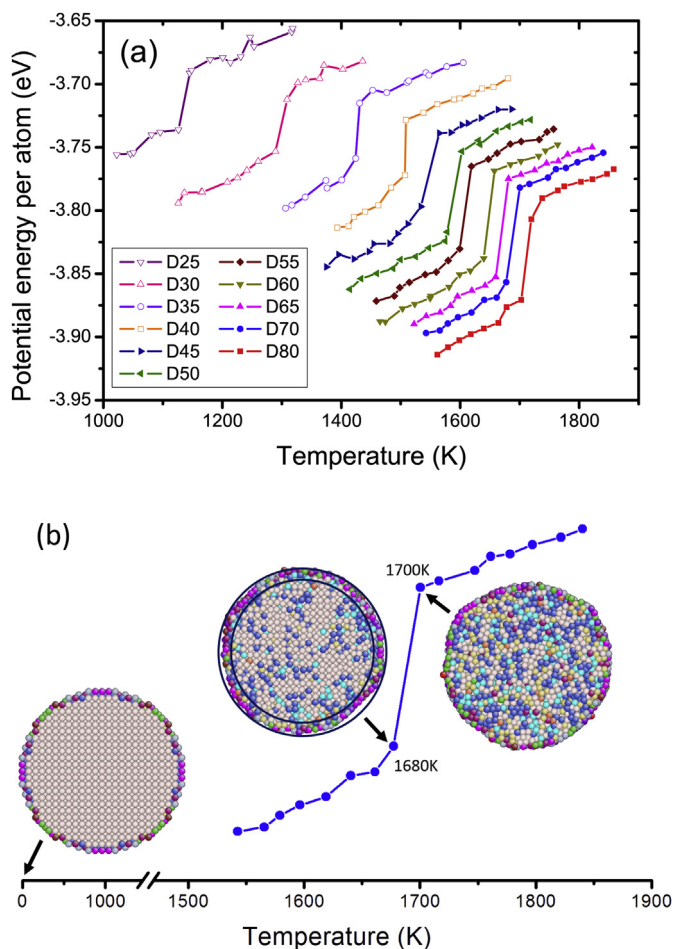 (a)
Potential energy per atom (eV)
-3.65
-3.70
-3.75
-3.80
-3.85
-3.90
-3.95
D25 D55
D30 D60
D35 D65
D40 D70
D45 D80
D50
1000 1200 1400 1600 1800
Temperature (K)
(b)
1700K
1680K
0 1000 1500 1600 1700 1800 1900
Temperature (K)